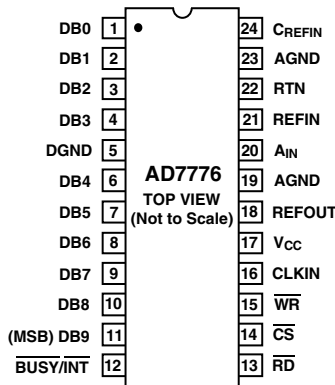 DB0 1 24 CREFIN
DB1 2 23 AGND
DB2 3 22 RTN
DB3 4 21 REFIN
DGND 5 20 AIN
DB4 6 19 AGND
DB5 7 18 REFOUT
DB6 8 17 VCC
DB7 9 16 CLKIN
DB8 10 15 WR
(MSB) DB9 11 14 CS
BUSY/INT 12 13 RD
AD7776
TOP VIEW
(Not to Scale)